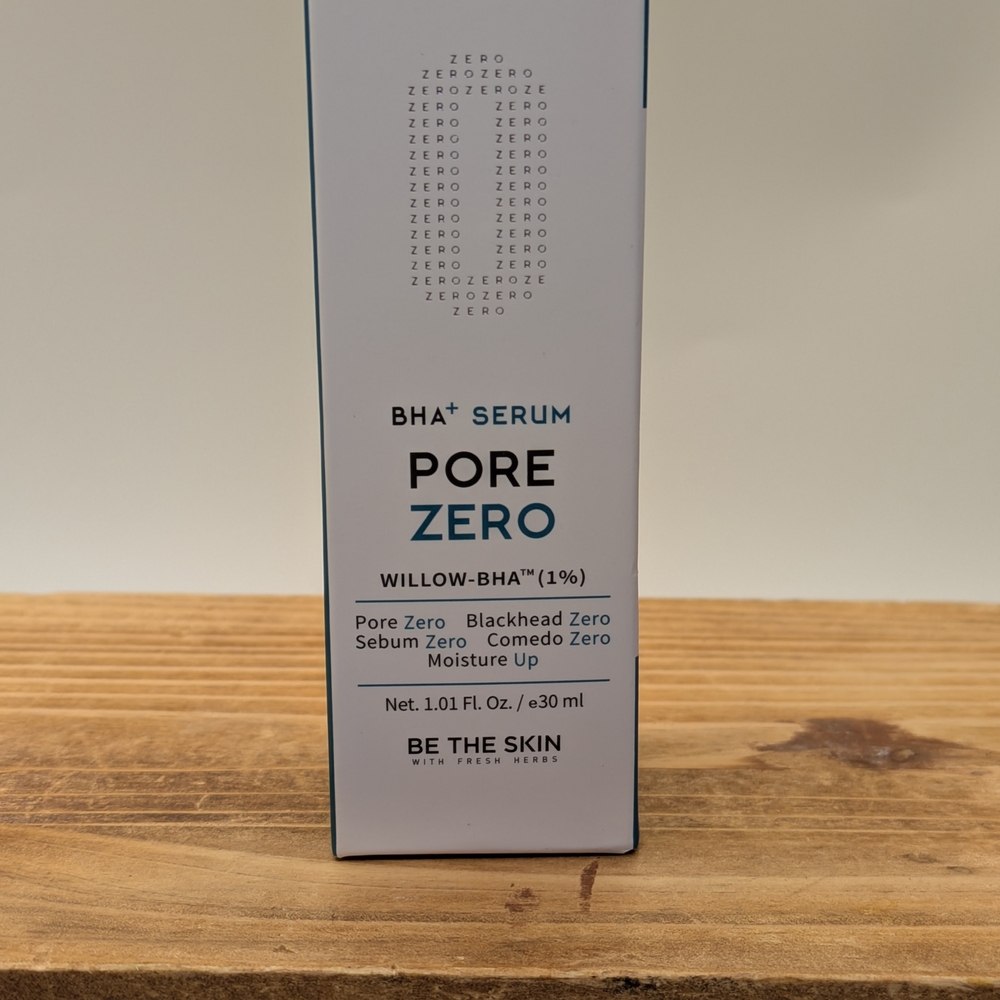 ZERO
ZEROZERO
ZEROZEROZE
ZERO ZERO
ZERO ZERO
ZERO ZERO
ZERO ZERO
ZERO ZERO
ZERO ZERO
ZERO ZERO
ZERO ZERO
ZERO ZERO
ZERO ZERO
ZERO ZERO
ZEROZEROZE
ZEROZERO
ZERO
BHA⁺ SERUM
PORE
ZERO
WILLOW-BHA™(1%)
Pore Zero Blackhead Zero
Sebum Zero Comedo Zero
Moisture Up
Net. 1.01 Fl. Oz. / e30 ml
BE THE SKIN
WITH FRESH HERBS